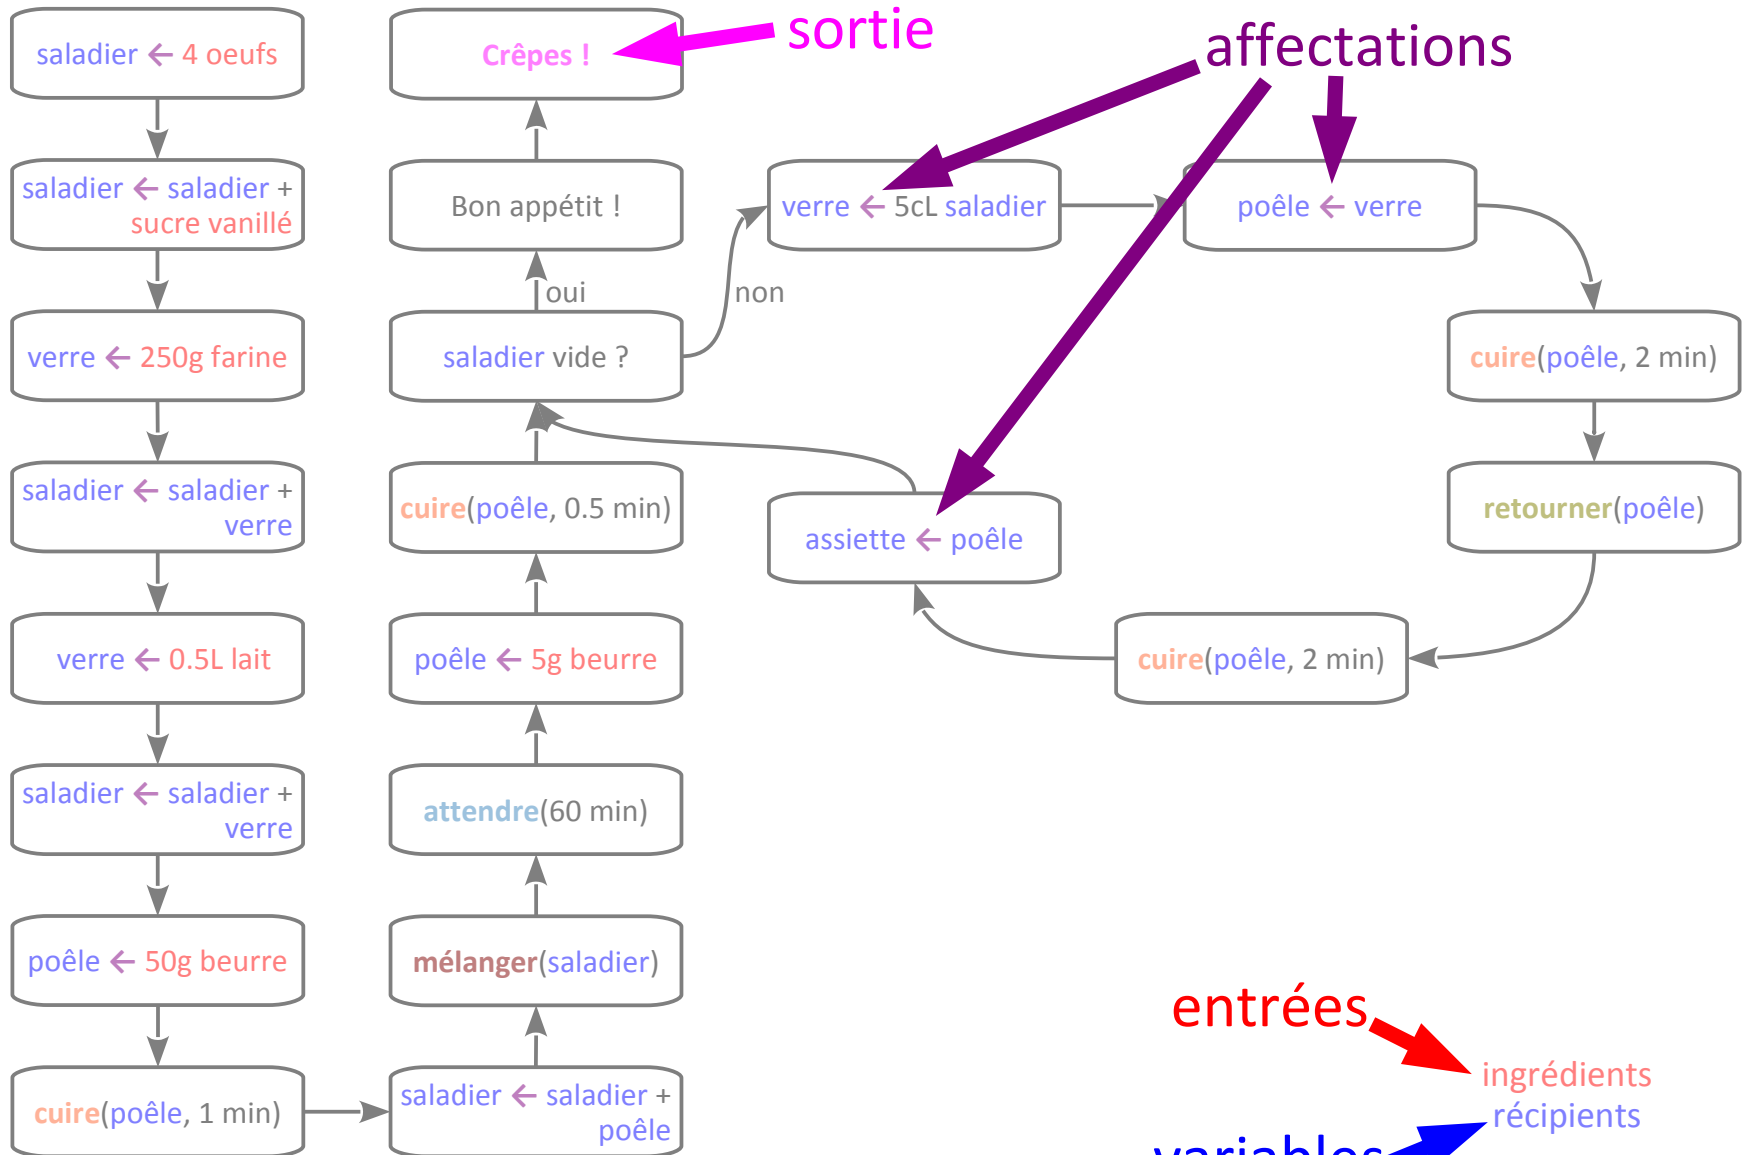 saladier ← 4 oeufs
saladier ← saladier +
sucre vanillé
verre ← 250g farine
saladier ← saladier +
verre
verre ← 0.5L lait
saladier ← saladier +
verre
poêle ← 50g beurre
cuire(poêle, 1 min)
saladier ← saladier +
poêle
mélanger(saladier)
attendre(60 min)
poêle ← 5g beurre
cuire(poêle, 0.5 min)
saladier vide ?
oui
non
Bon appétit !
Crêpes !
sortie
affectations
verre ← 5cL saladier
poêle ← verre
cuire(poêle, 2 min)
retourner(poêle)
cuire(poêle, 2 min)
assiette ← poêle
entrées
ingrédients
récipients
variables